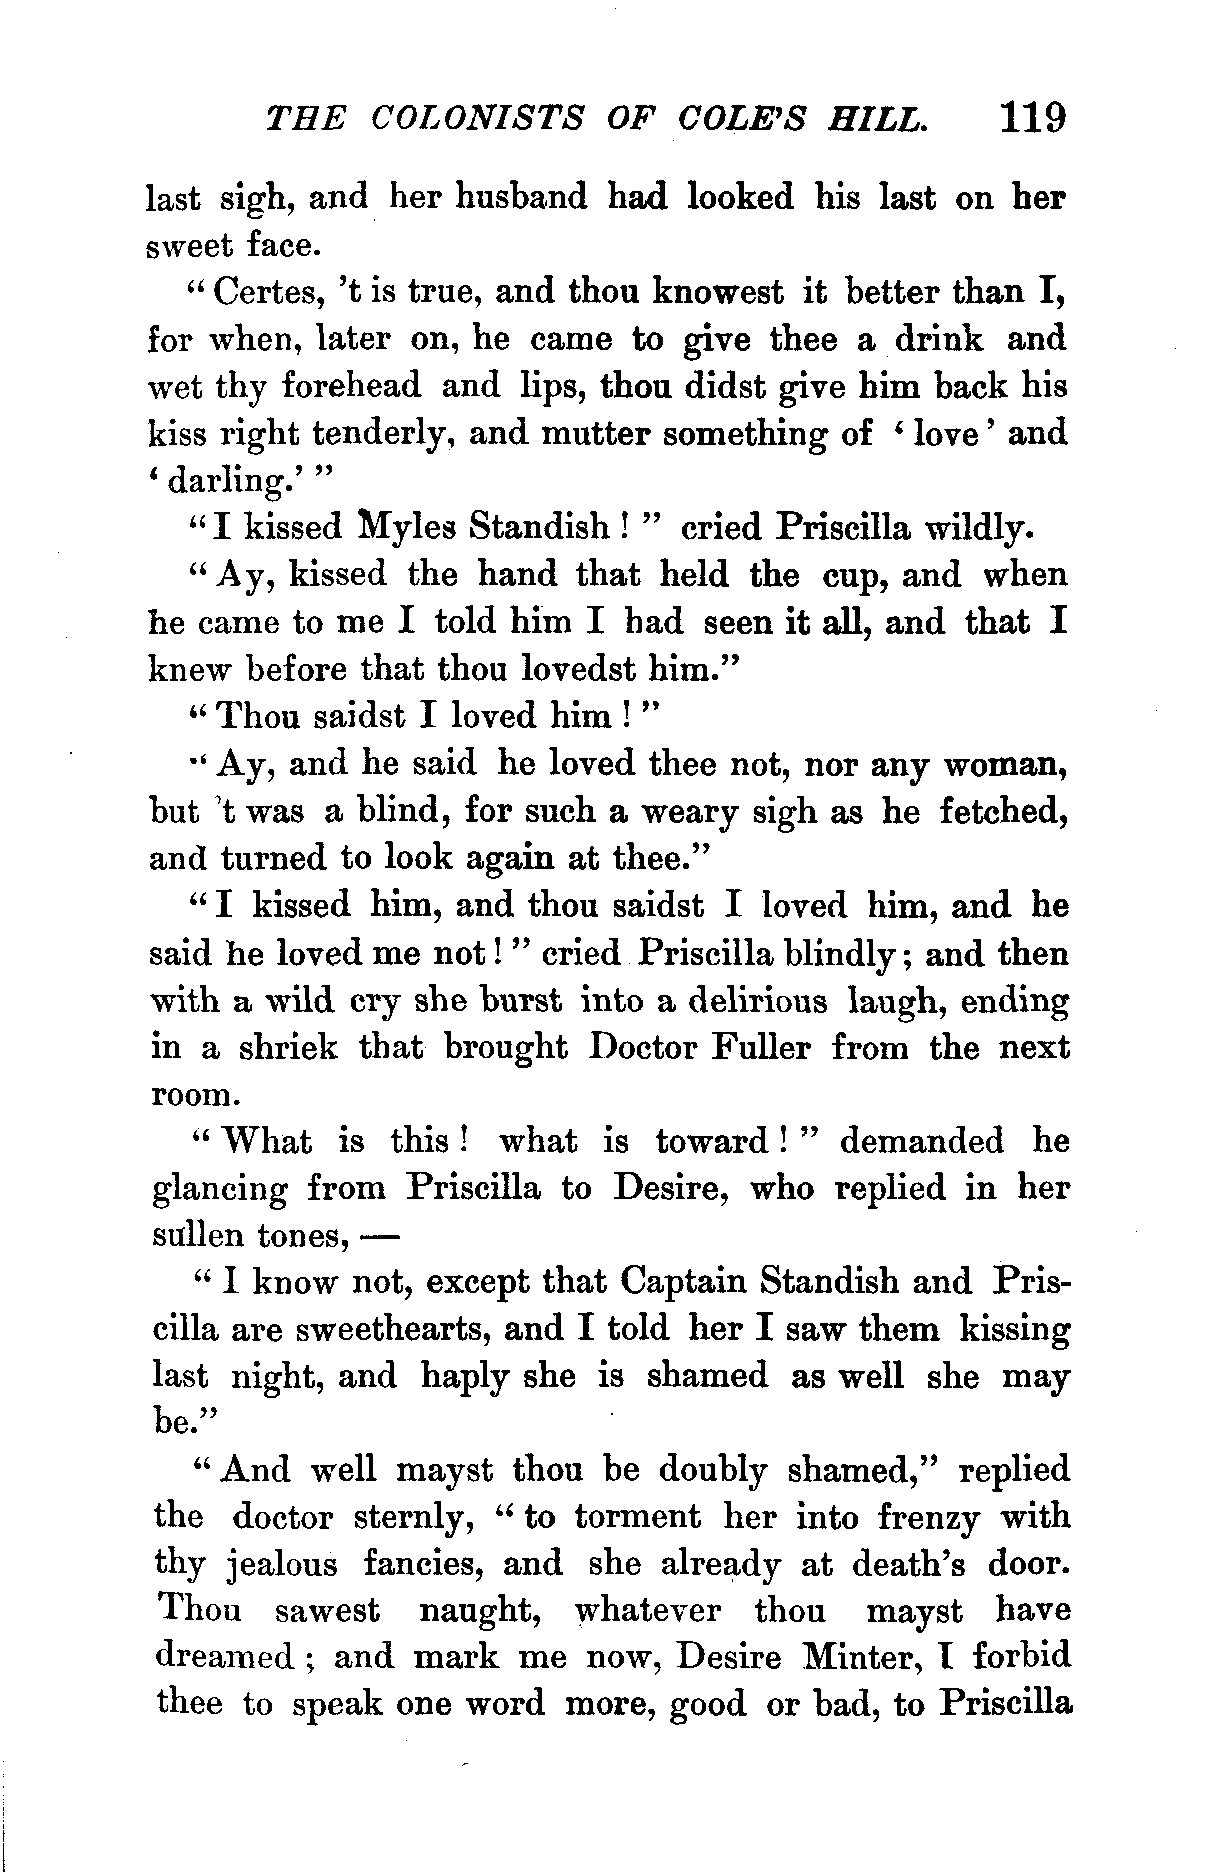 THE COLONISTS OF COLE'S HILL. 119
last sigh, and her husband had looked his last on her
sweet face.
"Certes, 't is true, and thou knowest it better than I,
for when, later on, he came to give thee a drink and
wet thy forehead and lips, thou didst give him back his
kiss right tenderly, and mutter something of 'love' and
'darling.'"
"I kissed Myles Standish!" cried Priscilla wildly.
"Ay, kissed the hand that held the cup, and when
he came to me I told him I had seen it all, and that I
knew before that thou lovedst him."
"Thou saidst I loved him!"
"Ay, and he said he loved thee not, nor any woman,
but 't was a blind, for such a weary sigh as he fetched,
and turned to look again at thee."
"I kissed him, and thou saidst I loved him, and he
said he loved me not!" cried Priscilla blindly; and then
with a wild cry she burst into a delirious laugh, ending
in a shriek that brought Doctor Fuller from the next
room.
"What is this! what is toward!" demanded he
glancing from Priscilla to Desire, who replied in her
sullen tones, —
"I know not, except that Captain Standish and Pris-
cilla are sweethearts, and I told her I saw them kissing
last night, and haply she is shamed as well she may
be."
"And well mayst thou be doubly shamed," replied
the doctor sternly, "to torment her into frenzy with
thy jealous fancies, and she already at death's door.
Thou sawest naught, whatever thou mayst have
dreamed; and mark me now, Desire Minter, I forbid
thee to speak one word more, good or bad, to Priscilla